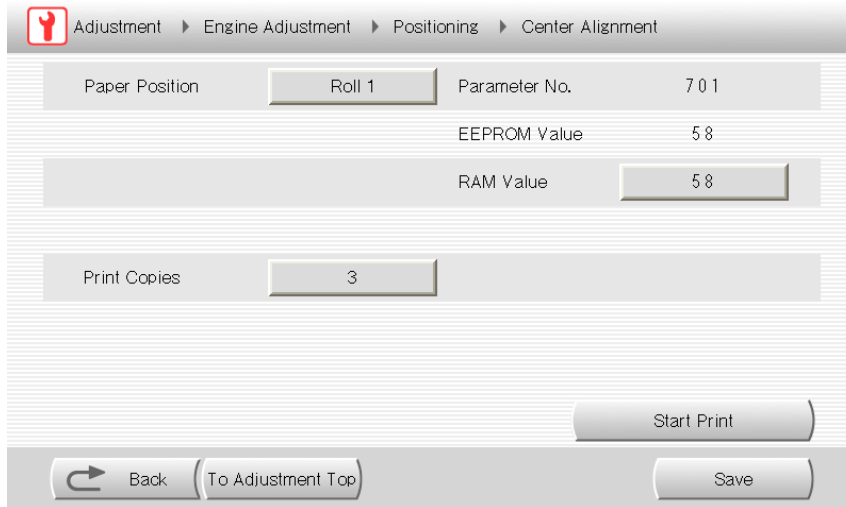 Adjustment Engine Adjustment Positioning Center Alignment
Paper Position Roll 1 Parameter No. 701
EEPROM Value 58
RAM Value 58
Print Copies 3
Start Print
Back To Adjustment Top Save